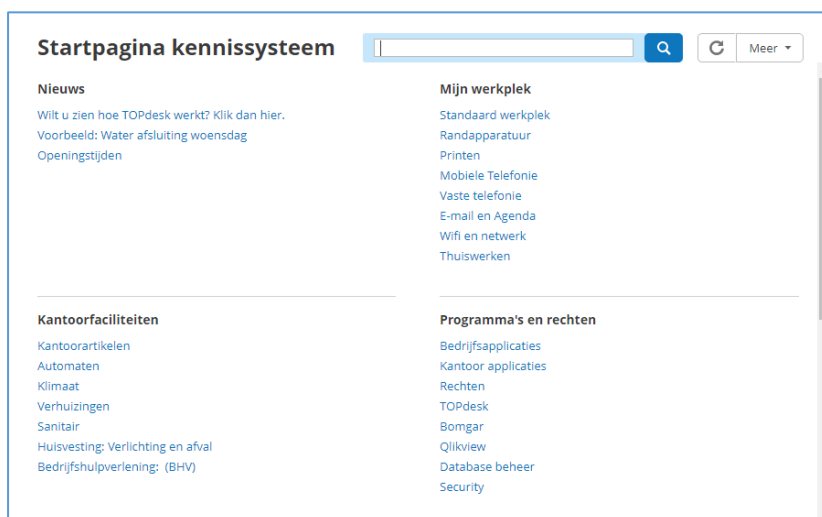 Startpagina kennissysteem
Meer
Nieuws
Wilt u zien hoe TOPdesk werkt? Klik dan hier.
Voorbeeld: Water afsluiting woensdag
Openingstijden
Mijn werkplek
Standaard werkplek
Randapparatuur
Printen
Mobiele Telefonie
Vaste telefonie
E-mail en Agenda
Wifi en netwerk
Thuiswerken
Kantoorfaciliteiten
Kantoorartikelen
Automaten
Klimaat
Verhuizingen
Sanitair
Huisvesting: Verlichting en afval
Bedrijfshulpverlening: (BHV)
Programma's en rechten
Bedrijfsapplicaties
Kantoor applicaties
Rechten
TOPdesk
Bomgar
Qlikview
Database beheer
Security